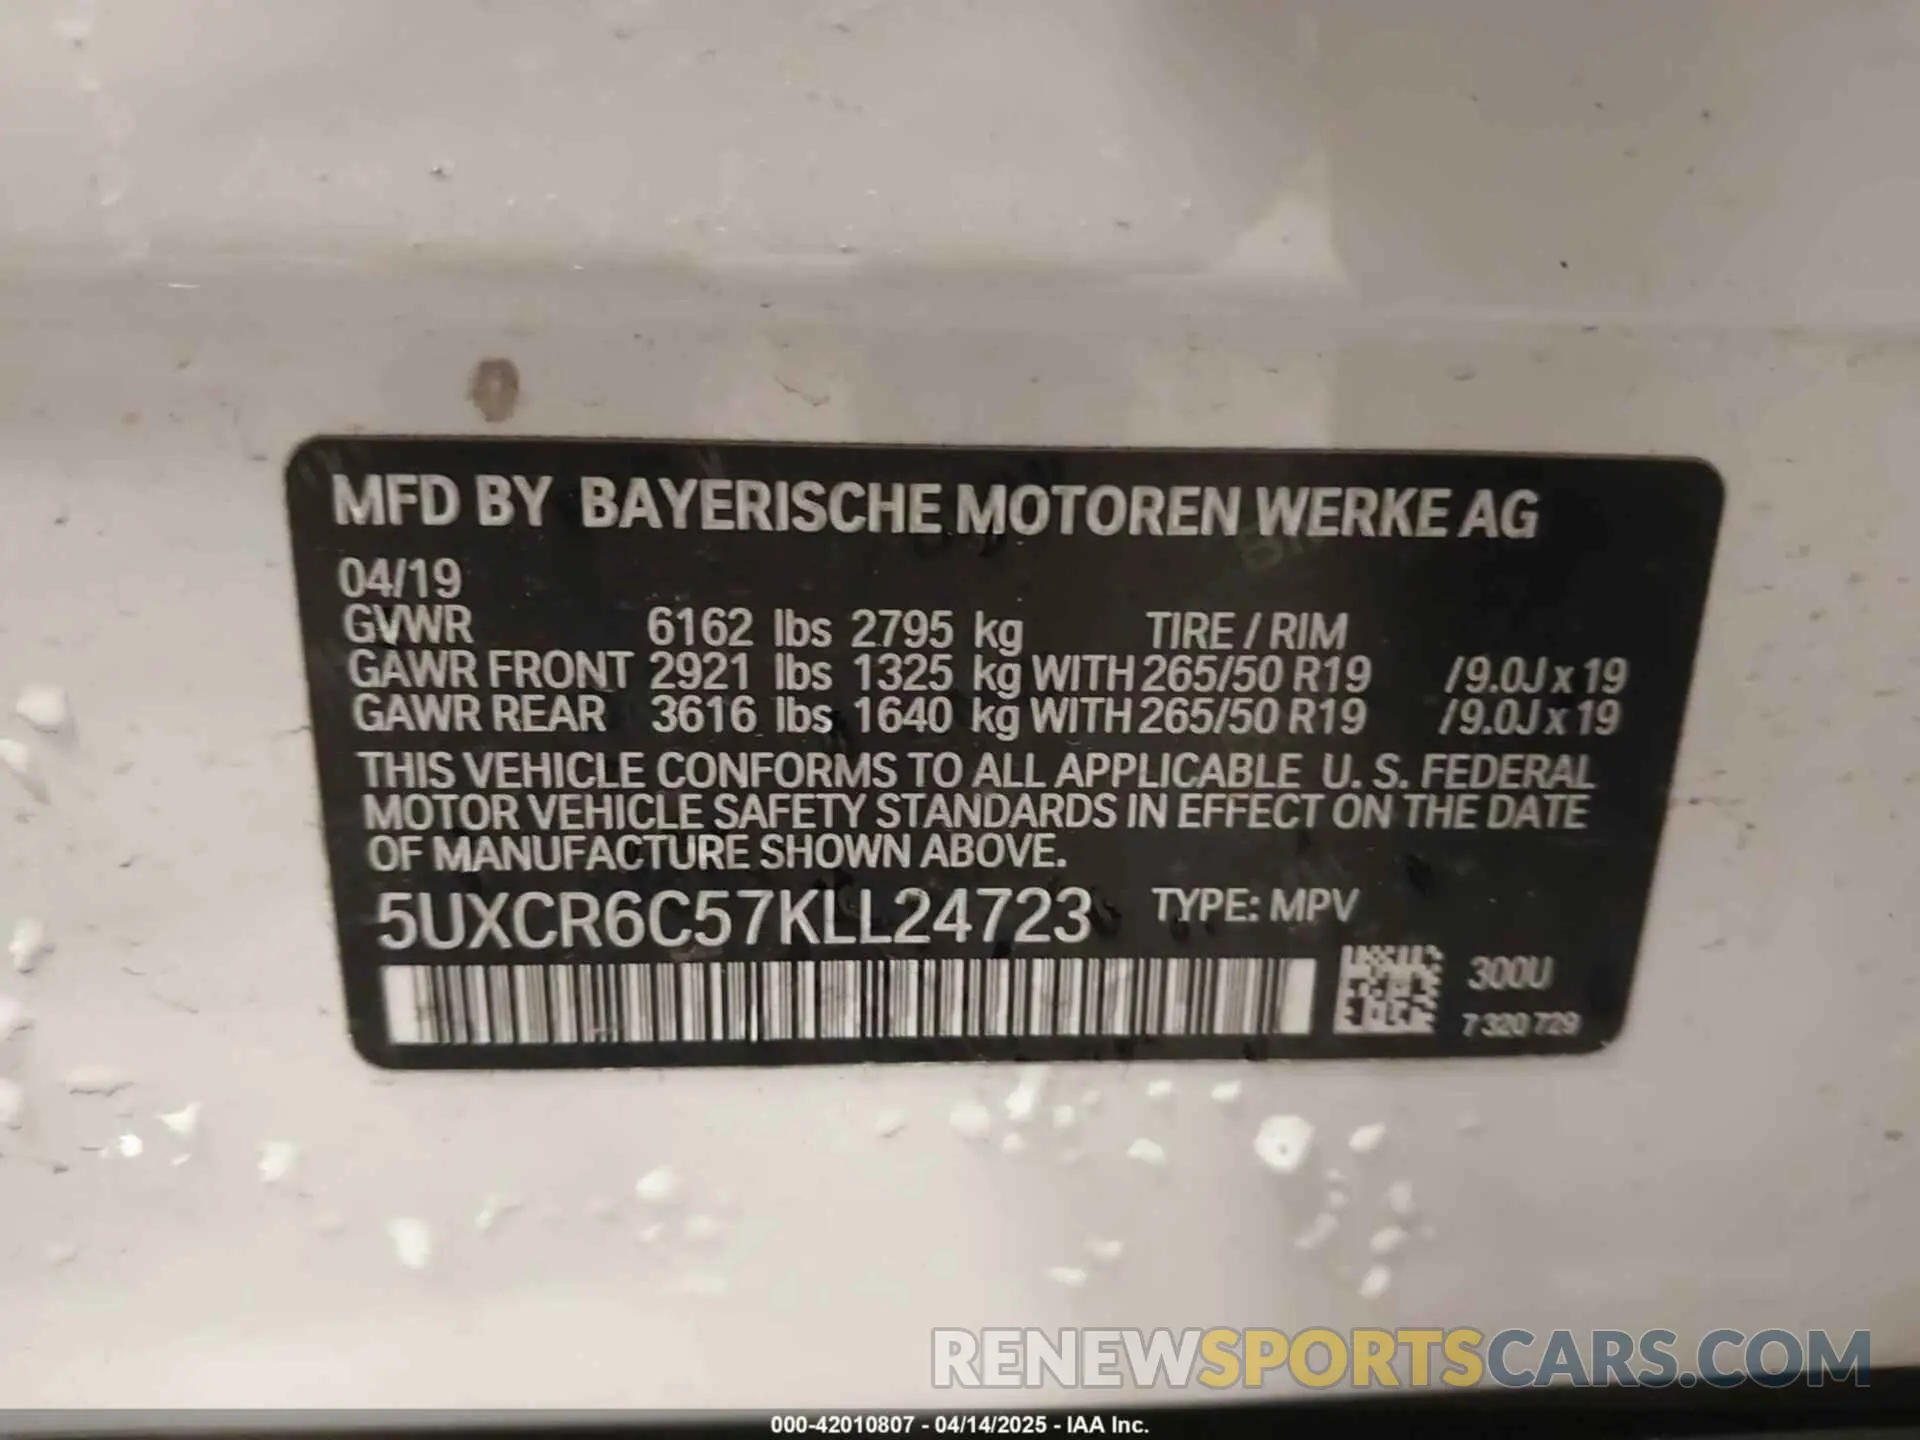 MFD BY BAYERISCHE MOTOREN WERKE AG
04/19
GVWR 6162 lbs 2795 kg TIRE / RIM
GAWR FRONT 2921 lbs 1325 kg WITH 265/50 R19 / 9.0J x 19
GAWR REAR 3616 lbs 1640 kg WITH 265/50 R19 / 9.0J x 19
THIS VEHICLE CONFORMS TO ALL APPLICABLE U. S. FEDERAL
MOTOR VEHICLE SAFETY STANDARDS IN EFFECT ON THE DATE
OF MANUFACTURE SHOWN ABOVE.
5UXCR6C57KLL24723 TYPE: MPV
300U
7 320 729
RENEWSPORTSCARS.COM
000-42010807 - 04/14/2025 - IAA Inc.